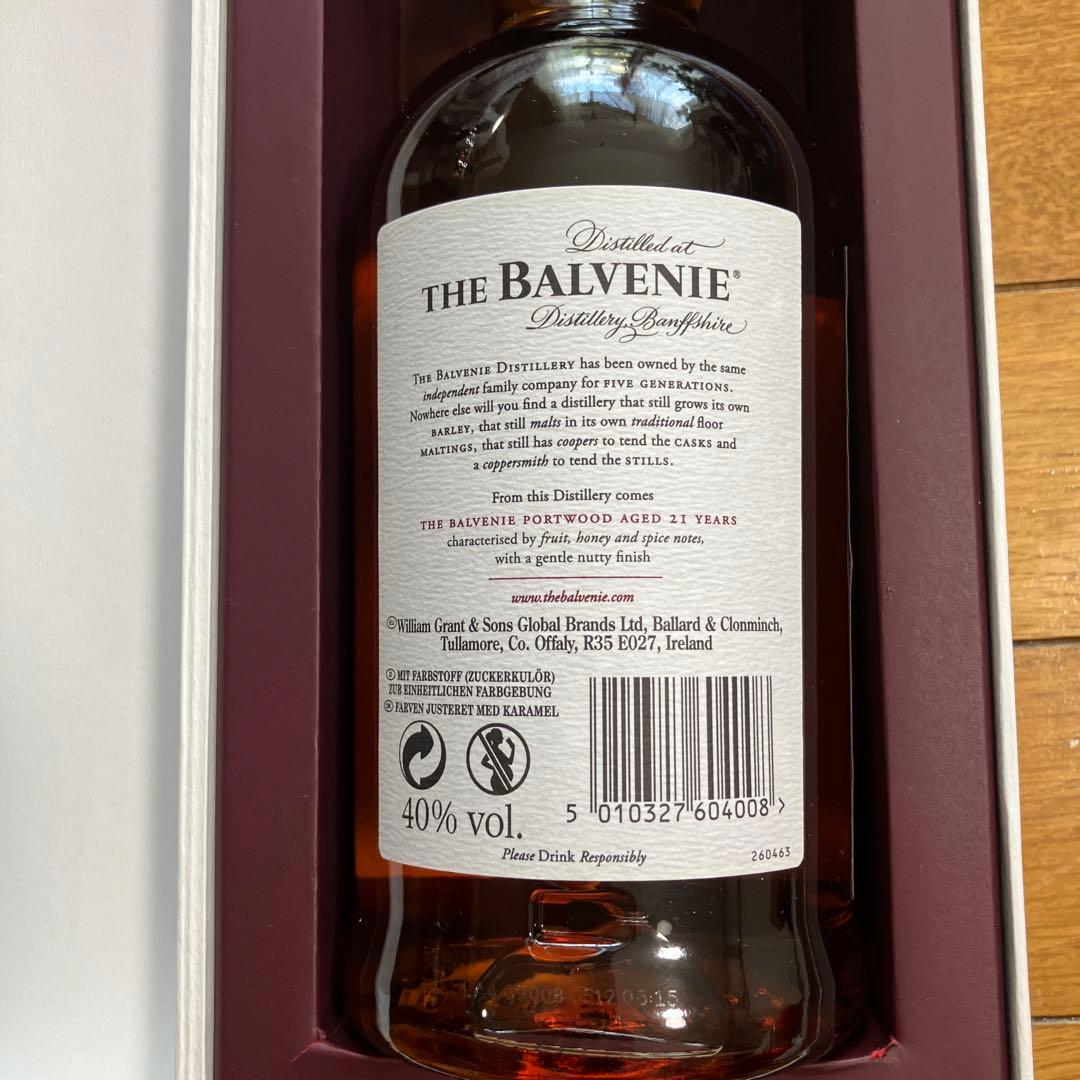 Distilled at
THE BALVENIE®
Distillery, Banffshire
THE BALVENIE DISTILLERY has been owned by the same
independent family company for FIVE GENERATIONS.
Nowhere else will you find a distillery that still grows its own
BARLEY, that still malts in its own traditional floor
MALTINGS, that still has coopers to tend the CASKS and
a coppersmith to tend the STILLS.
From this Distillery comes
THE BALVENIE PORTWOOD AGED 21 YEARS
characterised by fruit, honey and spice notes,
with a gentle nutty finish
www.thebalvenie.com
William Grant & Sons Global Brands Ltd, Ballard & Clonminch,
Tullamore, Co. Offaly, R35 E027, Ireland
MIT FARBSTOFF (ZUCKERKULÖR)
ZUR EINHEITLICHEN FARBGEBUNG
DK FARVEN JUSTERET MED KARAMEL
40% vol.
5 010327 604008 >
Please Drink Responsibly
260463